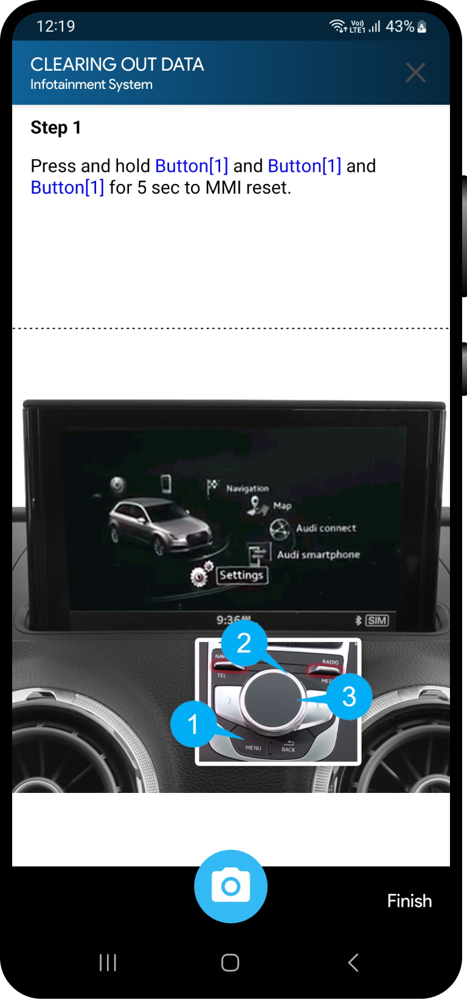 12:19
Vo)) LTE1 43%
CLEARING OUT DATA
Infotainment System
Step 1
Press and hold Button[1] and Button[1] and
Button[1] for 5 sec to MMI reset.
Navigation
Map
Audi connect
Audi smartphone
Settings
9:36AM
SIM
2
NAV
RADIO
TEL
MED
3
1
MENU
BACK
Finish